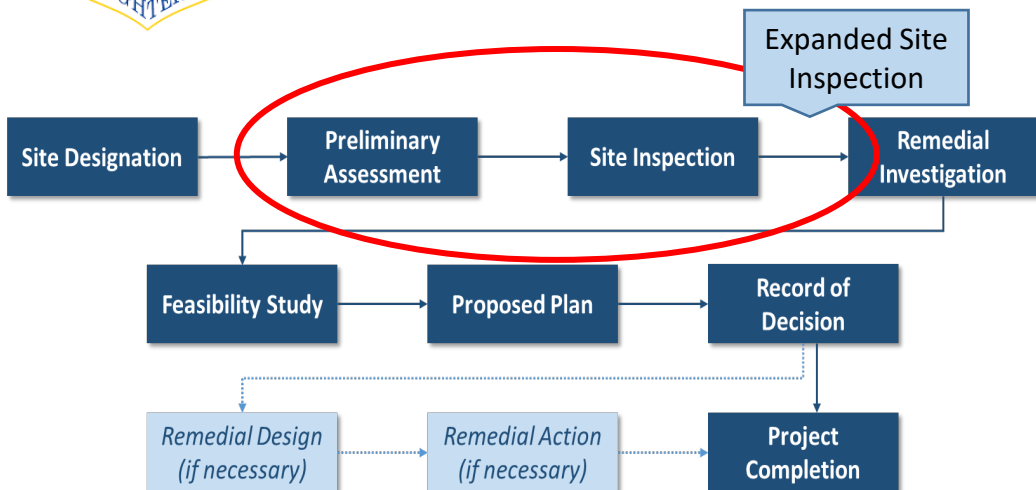 Expanded Site
Inspection
Site Designation
Preliminary
Assessment
Site Inspection
Remedial
Investigation
Feasibility Study
Proposed Plan
Record of
Decision
Remedial Design
(if necessary)
Remedial Action
(if necessary)
Project
Completion